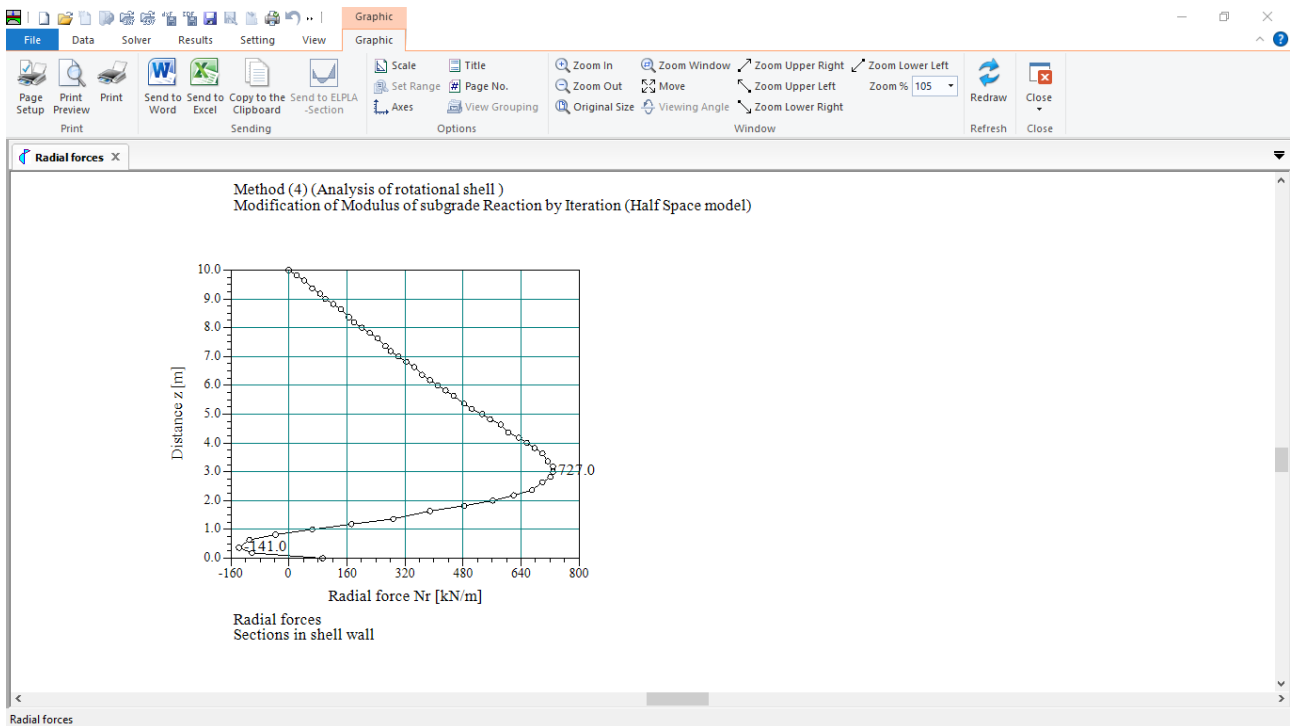 Graphic
File Data Solver Results Setting View Graphic
Scale Title Zoom In Zoom Window Zoom Upper Right Zoom Lower Left
Set Range Page No. Zoom Out Move Zoom Upper Left Zoom % 105
Page Setup Print Preview Print Send to Word Send to Excel Copy to the Clipboard Send to ELPLA -Section Axes View Grouping Original Size Viewing Angle Zoom Lower Right Redraw Close
Print Sending Options Window Refresh Close
Radial forces X
Method (4) (Analysis of rotational shell )
Modification of Modulus of subgrade Reaction by Iteration (Half Space model)
10.0
9.0
8.0
7.0
6.0
5.0
4.0
3.0
2.0
1.0
0.0
Distance z [m]
727.0
-141.0
-160 0 160 320 480 640 800
Radial force Nr [kN/m]
Radial forces
Sections in shell wall
Radial forces